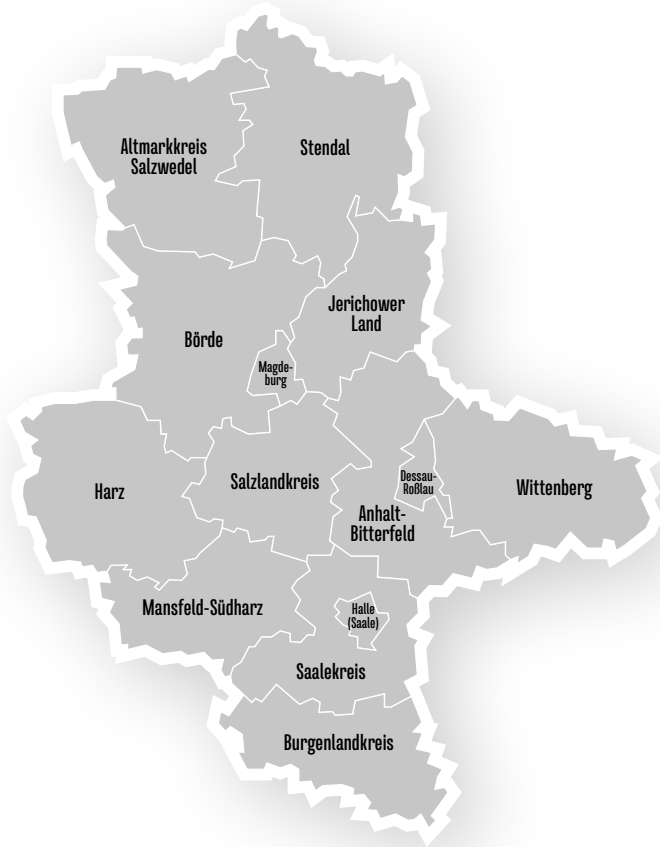 Altmarkkreis
Salzwedel
Stendal
Jerichower
Land
Börde
Magde-
burg
Harz
Salzlandkreis
Dessau-
Roßlau
Wittenberg
Anhalt-
Bitterfeld
Mansfeld-Südharz
Halle
(Saale)
Saalekreis
Burgenlandkreis